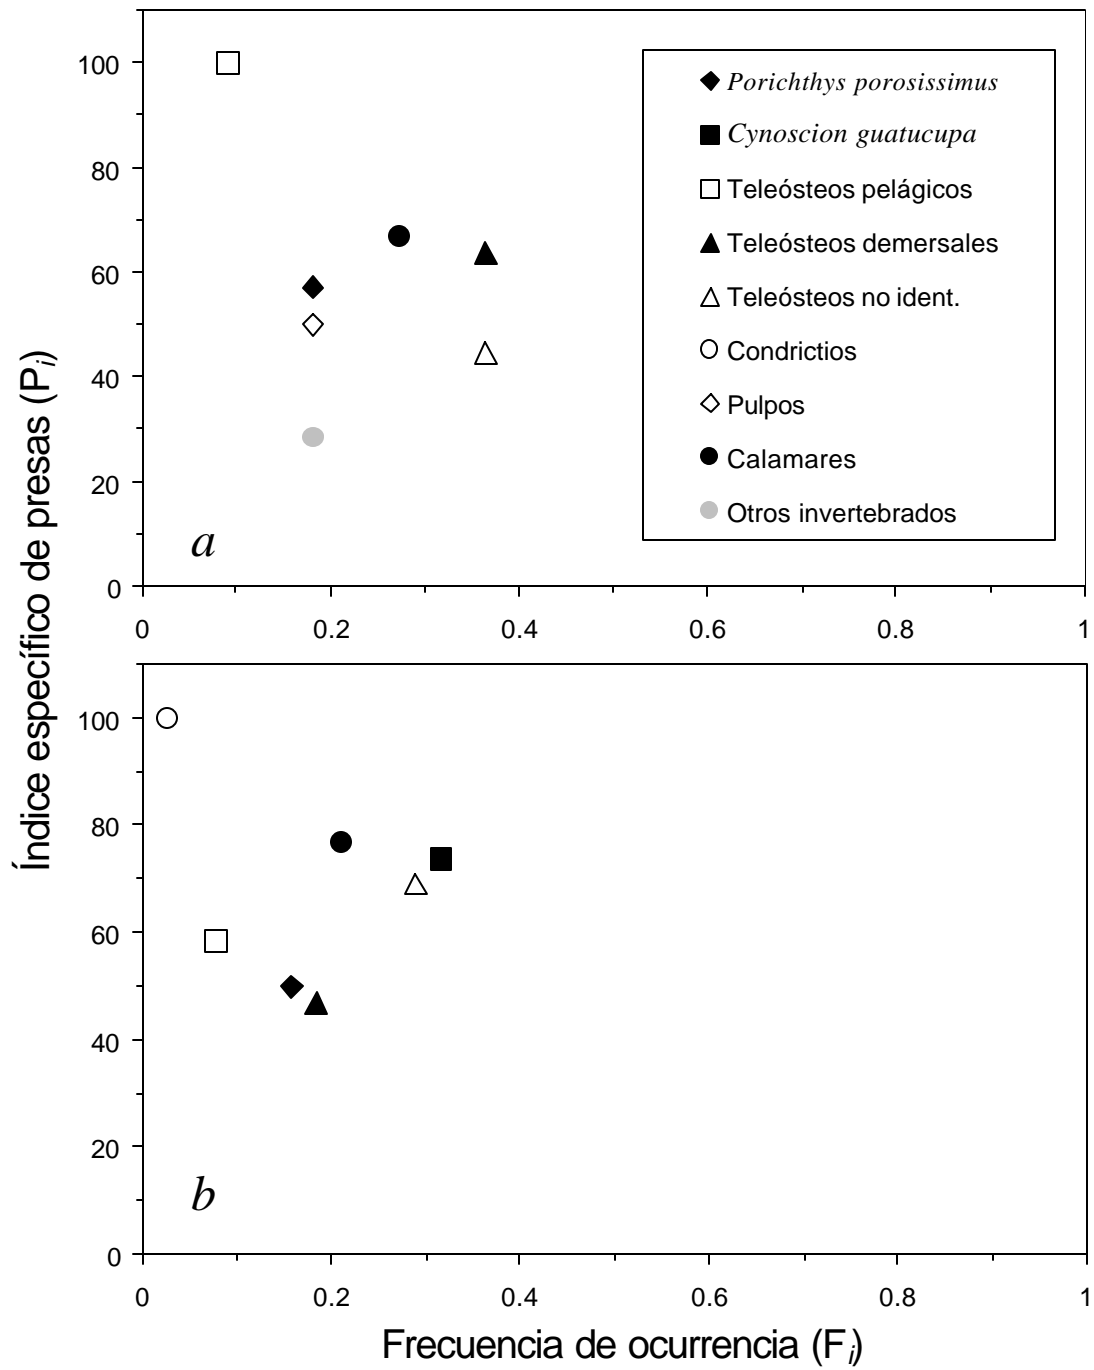 Índice específico de presas (Pi)
100
80
60
40
20
0
Porichthys porosissimus
Cynoscion guatucupa
Teleósteos pelágicos
Teleósteos demersales
Teleósteos no ident.
Condrictios
Pulpos
Calamares
Otros invertebrados
a
0 0.2 0.4 0.6 0.8 1
100
80
60
40
20
0
b
0 0.2 0.4 0.6 0.8 1
Frecuencia de ocurrencia (Fi)